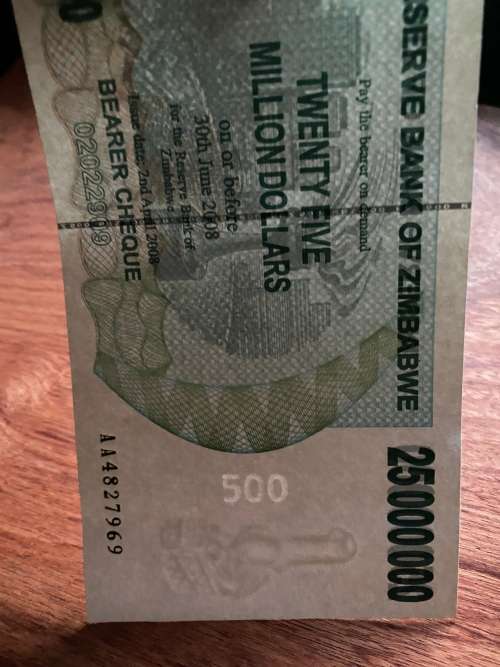 SERVE BANK OF ZIMBABWE
25000000
Pay the bearer on demand
TWENTY FIVE
MILLION DOLLARS
on or before
30th June 2008
for the Reserve Bank of
Zimbabwe
Issue date: 2nd April 2008
BEARER CHEQUE
AA4827969
500
0